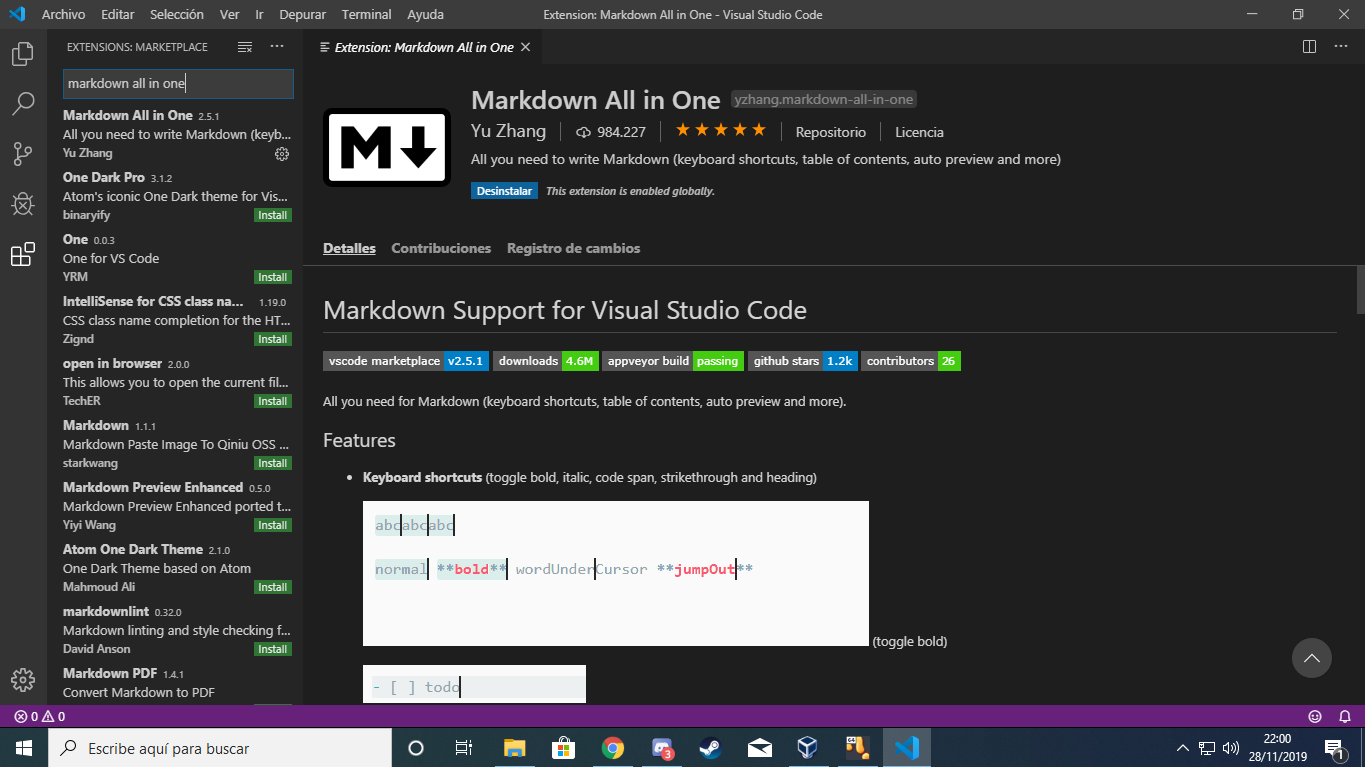 Archivo Editar Selección Ver Ir Depurar Terminal Ayuda
Extension: Markdown All in One - Visual Studio Code
EXTENSIONS: MARKETPLACE
markdown all in one
Markdown All in One 2.5.1
All you need to write Markdown (keyb...
Yu Zhang
One Dark Pro 3.1.2
Atom's iconic One Dark theme for Vis...
binaryify Install
One 0.0.3
One for VS Code
YRM Install
IntelliSense for CSS class na... 1.19.0
CSS class name completion for the HT...
Zignd Install
open in browser 2.0.0
This allows you to open the current fil...
TechER Install
Markdown 1.1.1
Markdown Paste Image To Qiniu OSS ...
starkwang Install
Markdown Preview Enhanced 0.5.0
Markdown Preview Enhanced ported t...
Yiyi Wang Install
Atom One Dark Theme 2.1.0
One Dark Theme based on Atom
Mahmoud Ali Install
markdownlint 0.32.0
Markdown linting and style checking f...
David Anson Install
Markdown PDF 1.4.1
Convert Markdown to PDF
Extension: Markdown All in One
M
Markdown All in One yzhang.markdown-all-in-one
Yu Zhang 984.227 Repositorio Licencia
All you need to write Markdown (keyboard shortcuts, table of contents, auto preview and more)
Desinstalar This extension is enabled globally.
Detalles Contribuciones Registro de cambios
Markdown Support for Visual Studio Code
vscode marketplace v2.5.1 downloads 4.6M appveyor build passing github stars 1.2k contributors 26
All you need for Markdown (keyboard shortcuts, table of contents, auto preview and more).
Features
• Keyboard shortcuts (toggle bold, italic, code span, strikethrough and heading)
abcabcabc
normal **bold** wordUnderCursor **jumpOut**
(toggle bold)
- [ ] todo
0 0
Escribe aquí para buscar
3
64
22:00
28/11/2019
1